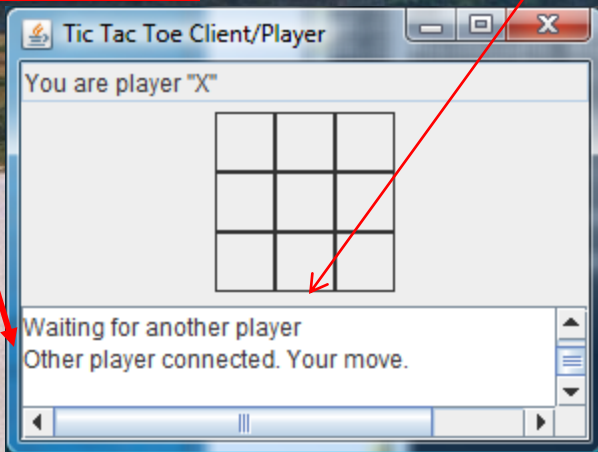 Tic Tac Toe Client/Player
You are player "X"
Waiting for another player
Other player connected. Your move.